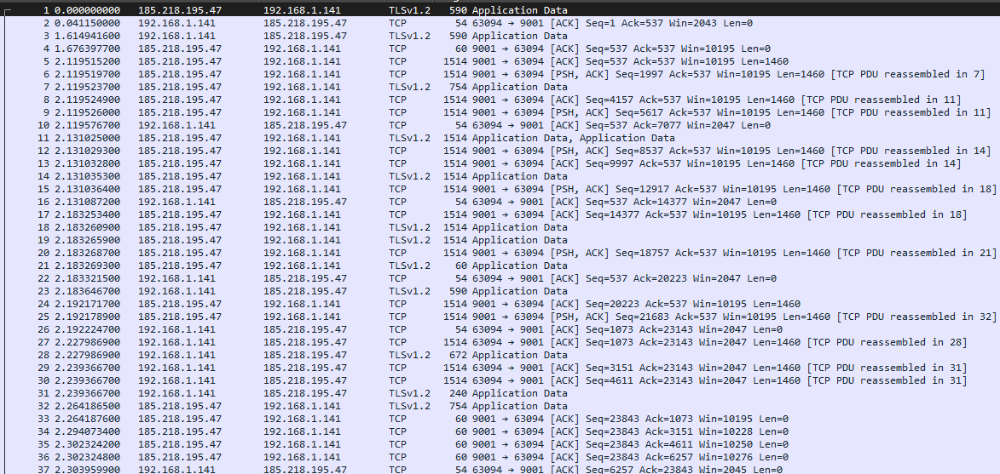 1 0.000000000 185.218.195.47 192.168.1.141 TLSv1.2 590 Application Data
2 0.041150000 192.168.1.141 185.218.195.47 TCP 54 63094 → 9001 [ACK] Seq=1 Ack=537 Win=2043 Len=0
3 1.614941600 192.168.1.141 185.218.195.47 TLSv1.2 590 Application Data
4 1.676397700 185.218.195.47 192.168.1.141 TCP 60 9001 → 63094 [ACK] Seq=537 Ack=537 Win=10195 Len=0
5 2.119515200 185.218.195.47 192.168.1.141 TCP 1514 9001 → 63094 [ACK] Seq=537 Ack=537 Win=10195 Len=1460
6 2.119519700 185.218.195.47 192.168.1.141 TCP 1514 9001 → 63094 [PSH, ACK] Seq=1997 Ack=537 Win=10195 Len=1460 [TCP PDU reassembled in 7]
7 2.119523700 185.218.195.47 192.168.1.141 TLSv1.2 754 Application Data
8 2.119524900 185.218.195.47 192.168.1.141 TCP 1514 9001 → 63094 [ACK] Seq=4157 Ack=537 Win=10195 Len=1460 [TCP PDU reassembled in 11]
9 2.119526000 185.218.195.47 192.168.1.141 TCP 1514 9001 → 63094 [PSH, ACK] Seq=5617 Ack=537 Win=10195 Len=1460 [TCP PDU reassembled in 11]
10 2.119576700 192.168.1.141 185.218.195.47 TCP 54 63094 → 9001 [ACK] Seq=537 Ack=7077 Win=2047 Len=0
11 2.131025000 185.218.195.47 192.168.1.141 TLSv1.2 1514 Application Data, Application Data
12 2.131029300 185.218.195.47 192.168.1.141 TCP 1514 9001 → 63094 [PSH, ACK] Seq=8537 Ack=537 Win=10195 Len=1460 [TCP PDU reassembled in 14]
13 2.131032800 185.218.195.47 192.168.1.141 TCP 1514 9001 → 63094 [ACK] Seq=9997 Ack=537 Win=10195 Len=1460 [TCP PDU reassembled in 14]
14 2.131035300 185.218.195.47 192.168.1.141 TLSv1.2 1514 Application Data
15 2.131036400 185.218.195.47 192.168.1.141 TCP 1514 9001 → 63094 [PSH, ACK] Seq=12917 Ack=537 Win=10195 Len=1460 [TCP PDU reassembled in 18]
16 2.131087200 192.168.1.141 185.218.195.47 TCP 54 63094 → 9001 [ACK] Seq=537 Ack=14377 Win=2047 Len=0
17 2.183253400 185.218.195.47 192.168.1.141 TCP 1514 9001 → 63094 [ACK] Seq=14377 Ack=537 Win=10195 Len=1460 [TCP PDU reassembled in 18]
18 2.183260900 185.218.195.47 192.168.1.141 TLSv1.2 1514 Application Data
19 2.183265900 185.218.195.47 192.168.1.141 TLSv1.2 1514 Application Data
20 2.183268700 185.218.195.47 192.168.1.141 TCP 1514 9001 → 63094 [PSH, ACK] Seq=18757 Ack=537 Win=10195 Len=1460 [TCP PDU reassembled in 21]
21 2.183269300 185.218.195.47 192.168.1.141 TLSv1.2 60 Application Data
22 2.183321500 192.168.1.141 185.218.195.47 TCP 54 63094 → 9001 [ACK] Seq=537 Ack=20223 Win=2047 Len=0
23 2.183646700 192.168.1.141 185.218.195.47 TLSv1.2 590 Application Data
24 2.192171700 185.218.195.47 192.168.1.141 TCP 1514 9001 → 63094 [ACK] Seq=20223 Ack=537 Win=10195 Len=1460
25 2.192178900 185.218.195.47 192.168.1.141 TCP 1514 9001 → 63094 [PSH, ACK] Seq=21683 Ack=537 Win=10195 Len=1460 [TCP PDU reassembled in 32]
26 2.192224700 192.168.1.141 185.218.195.47 TCP 54 63094 → 9001 [ACK] Seq=1073 Ack=23143 Win=2047 Len=0
27 2.227986900 192.168.1.141 185.218.195.47 TCP 1514 63094 → 9001 [ACK] Seq=1073 Ack=23143 Win=2047 Len=1460 [TCP PDU reassembled in 28]
28 2.227986900 192.168.1.141 185.218.195.47 TLSv1.2 672 Application Data
29 2.239366700 192.168.1.141 185.218.195.47 TCP 1514 63094 → 9001 [ACK] Seq=3151 Ack=23143 Win=2047 Len=1460 [TCP PDU reassembled in 31]
30 2.239366700 192.168.1.141 185.218.195.47 TCP 1514 63094 → 9001 [ACK] Seq=4611 Ack=23143 Win=2047 Len=1460 [TCP PDU reassembled in 31]
31 2.239366700 192.168.1.141 185.218.195.47 TLSv1.2 240 Application Data
32 2.264186500 185.218.195.47 192.168.1.141 TLSv1.2 754 Application Data
33 2.264187600 185.218.195.47 192.168.1.141 TCP 60 9001 → 63094 [ACK] Seq=23843 Ack=1073 Win=10195 Len=0
34 2.294073400 185.218.195.47 192.168.1.141 TCP 60 9001 → 63094 [ACK] Seq=23843 Ack=3151 Win=10228 Len=0
35 2.302324200 185.218.195.47 192.168.1.141 TCP 60 9001 → 63094 [ACK] Seq=23843 Ack=4611 Win=10250 Len=0
36 2.302324800 185.218.195.47 192.168.1.141 TCP 60 9001 → 63094 [ACK] Seq=23843 Ack=6257 Win=10276 Len=0
37 2.303959900 192.168.1.141 185.218.195.47 TCP 54 63094 → 9001 [ACK] Seq=6257 Ack=23843 Win=2045 Len=0